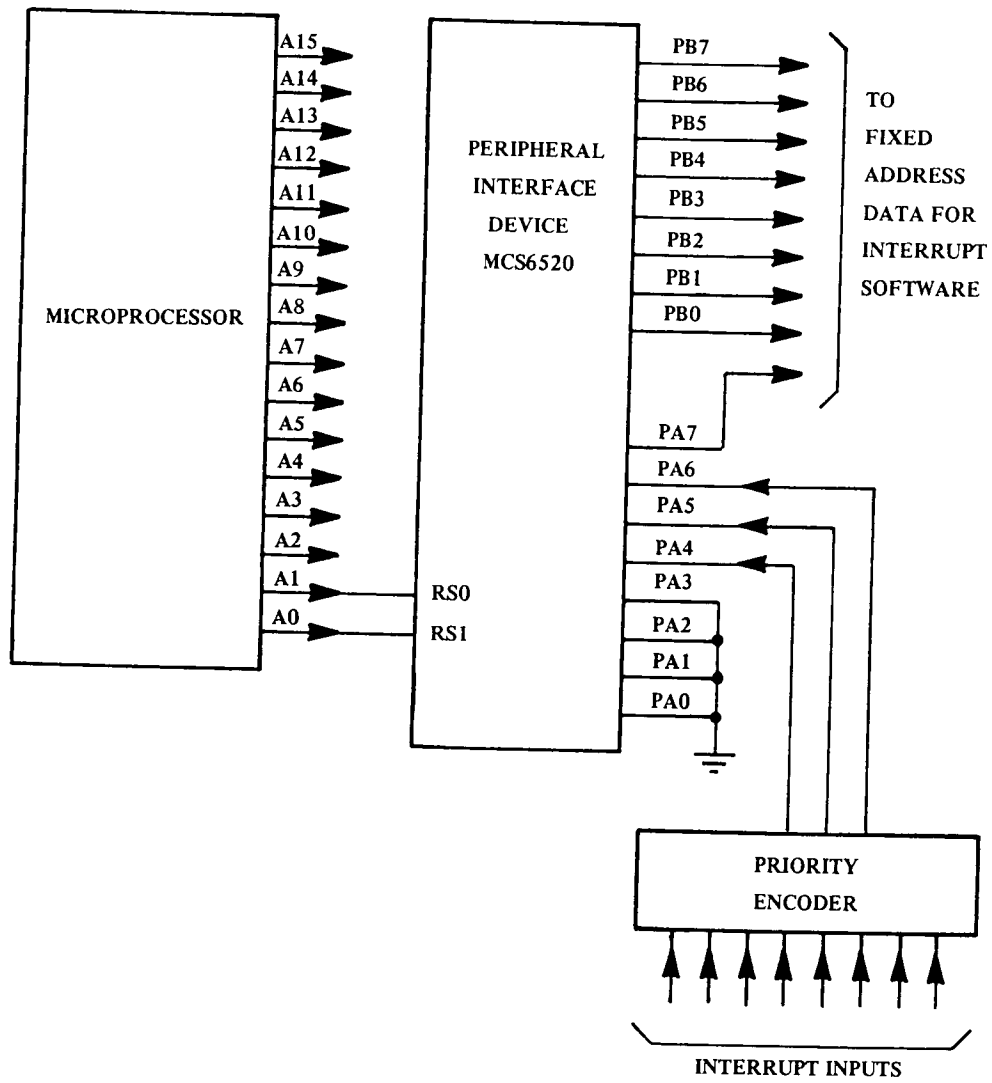 A15
A14
A13
A12
A11
A10
A9
A8
MICROPROCESSOR
A7
A6
A5
A4
A3
A2
A1
A0
PERIPHERAL
INTERFACE
DEVICE
MCS6520
RS0
RS1
PB7
PB6
PB5
PB4
PB3
PB2
PB1
PB0
PA7
PA6
PA5
PA4
PA3
PA2
PA1
PA0
TO
FIXED
ADDRESS
DATA FOR
INTERRUPT
SOFTWARE
PRIORITY
ENCODER
INTERRUPT INPUTS